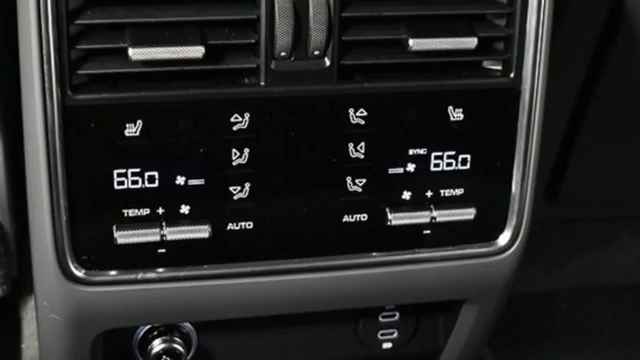 SYNC
66.0 66.0
TEMP + + TEMP
AUTO AUTO
- -